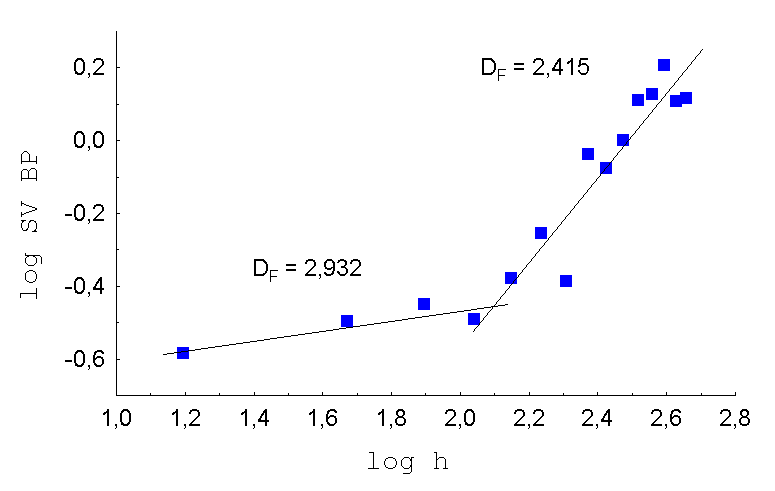 0,2
0,0
-0,2
-0,4
-0,6
log SV BP
D_F = 2,415
D_F = 2,932
1,0 1,2 1,4 1,6 1,8 2,0 2,2 2,4 2,6 2,8
log h